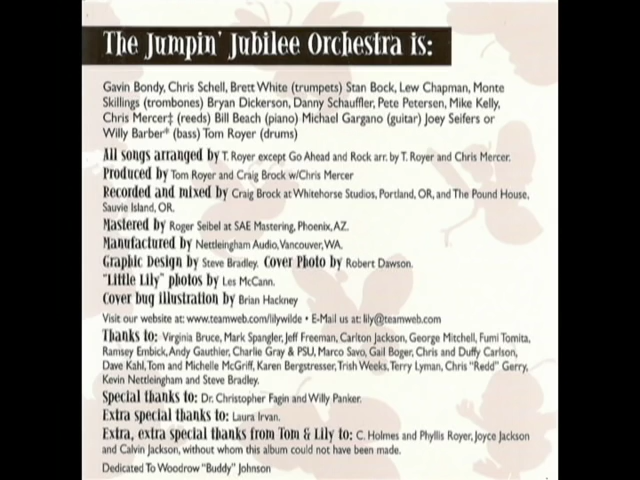 The Jumpin' Jubilee Orchestra is:
Gavin Bondy, Chris Schell, Brett White (trumpets) Stan Bock, Lew Chapman, Monte
Skillings (trombones) Bryan Dickerson, Danny Schauffler, Pete Petersen, Mike Kelly,
Chris Mercer‡ (reeds) Bill Beach (piano) Michael Gargano (guitar) Joey Seifers or
Willy Barber* (bass) Tom Royer (drums)
All songs arranged by T. Royer except Go Ahead and Rock arr. by T. Royer and Chris Mercer.
Produced by Tom Royer and Craig Brock w/Chris Mercer
Recorded and mixed by Craig Brock at Whitehorse Studios, Portland, OR, and The Pound House,
Sauvie Island, OR.
Mastered by Roger Seibel at SAE Mastering, Phoenix, AZ.
Manufactured by Nettleingham Audio, Vancouver, WA.
Graphic Design by Steve Bradley. Cover Photo by Robert Dawson.
"Little Lily" photos by Les McCann.
Cover bug illustration by Brian Hackney
Visit our website at: www.teamweb.com/lilywilde • E-Mail us at: lily@teamweb.com
Thanks to: Virginia Bruce, Mark Spangler, Jeff Freeman, Carlton Jackson, George Mitchell, Fumi Tomita,
Ramsey Embick, Andy Gauthier, Charlie Gray & PSU, Marco Savo, Gail Boger, Chris and Duffy Carlson,
Dave Kahl, Tom and Michelle McGriff, Karen Bergstresser, Trish Weeks, Terry Lyman, Chris "Redd" Gerry,
Kevin Nettleingham and Steve Bradley.
Special thanks to: Dr. Christopher Fagin and Willy Panker.
Extra special thanks to: Laura Irvan.
Extra, extra special thanks from Tom & Lily to: C. Holmes and Phyllis Royer, Joyce Jackson
and Calvin Jackson, without whom this album could not have been made.
Dedicated To Woodrow "Buddy" Johnson